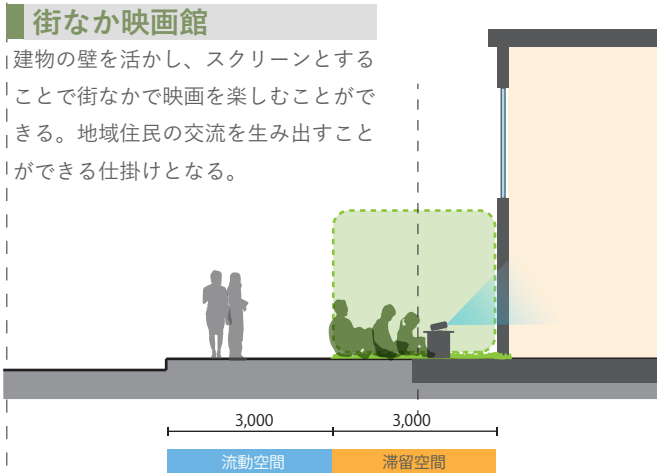 街なか映画館
建物の壁を活かし、スクリーンとする
ことで街なかで映画を楽しむことがで
きる。地域住民の交流を生み出すこと
ができる仕掛けとなる。
3,000
3,000
流動空間
滞留空間